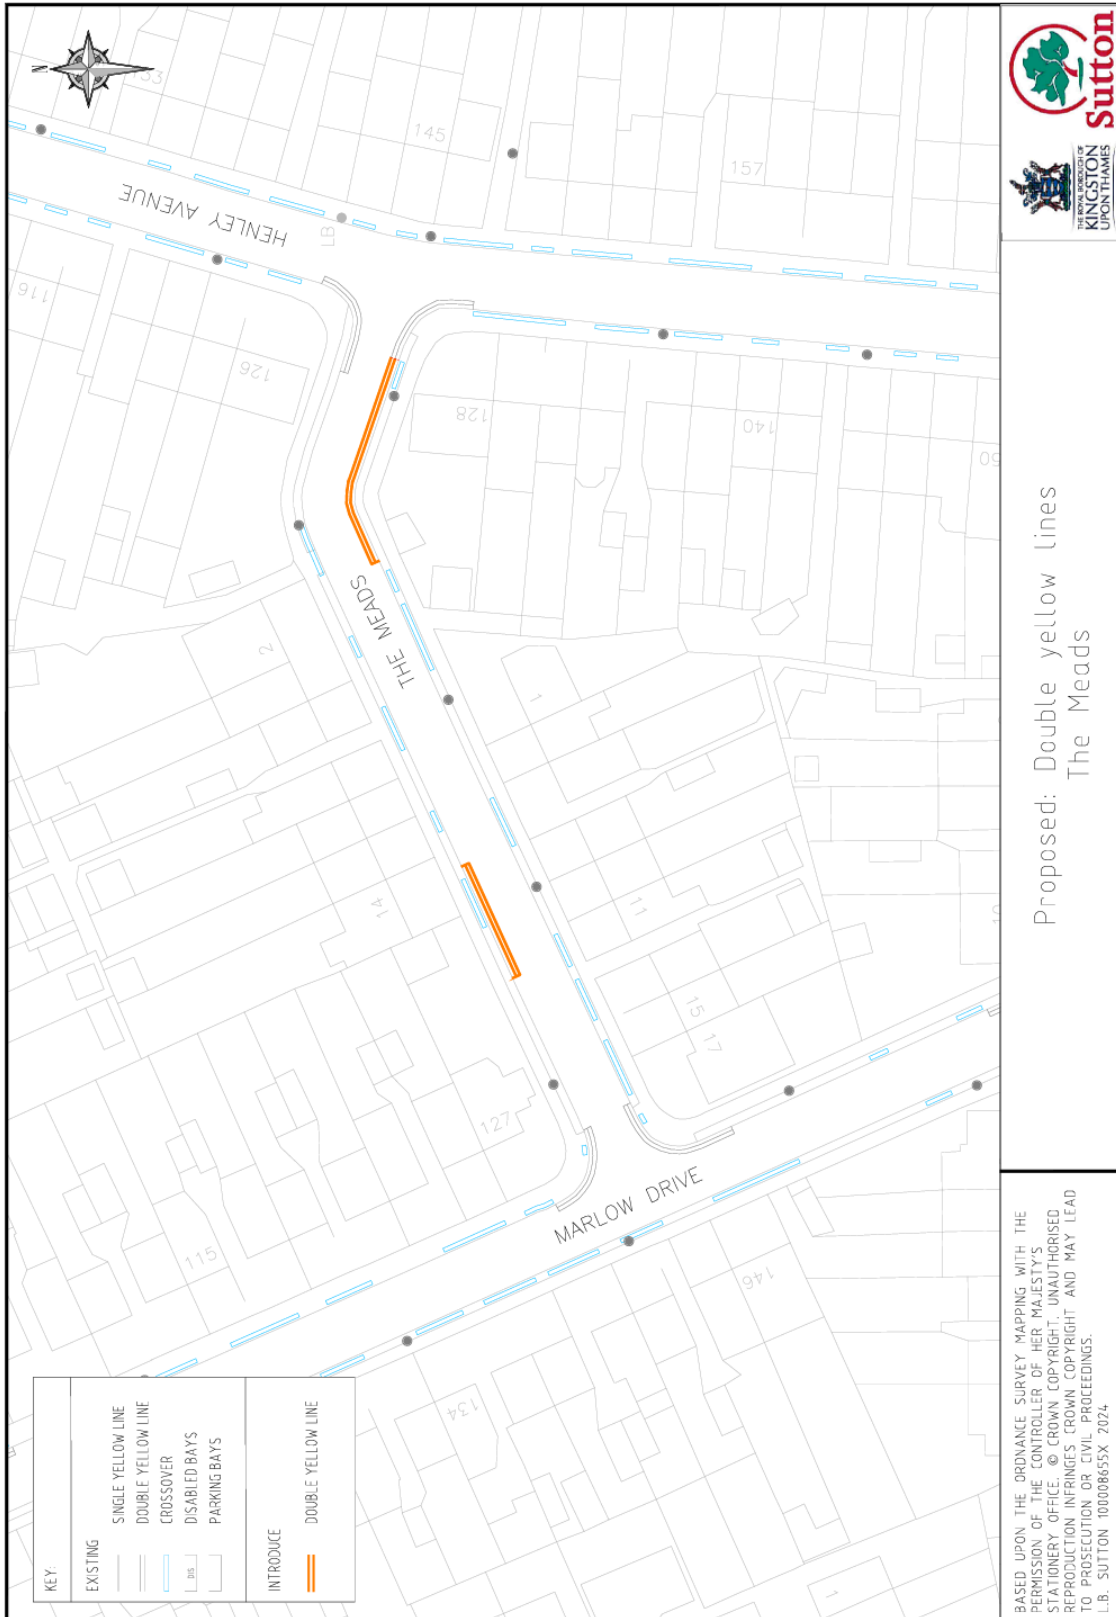 KEY:
EXISTING
SINGLE YELLOW LINE
DOUBLE YELLOW LINE
CROSSOVER
DIS
DISABLED BAYS
PARKING BAYS
INTRODUCE
DOUBLE YELLOW LINE
N
HENLEY AVENUE
THE MEADS
MARLOW DRIVE
LB
116
126
145
157
128
140
2
1
14
11
15
17
127
115
146
134
1
BASED UPON THE ORDNANCE SURVEY MAPPING WITH THE
PERMISSION OF THE CONTROLLER OF HER MAJESTY'S
STATIONERY OFFICE. © CROWN COPYRIGHT. UNAUTHORISED
REPRODUCTION INFRINGES CROWN COPYRIGHT AND MAY LEAD
TO PROSECUTION OR CIVIL PROCEEDINGS.
L.B. SUTTON 100008655X 2024
Proposed: Double yellow lines
The Meads
THE ROYAL BOROUGH OF
KINGSTON
UPON THAMES
Sutton